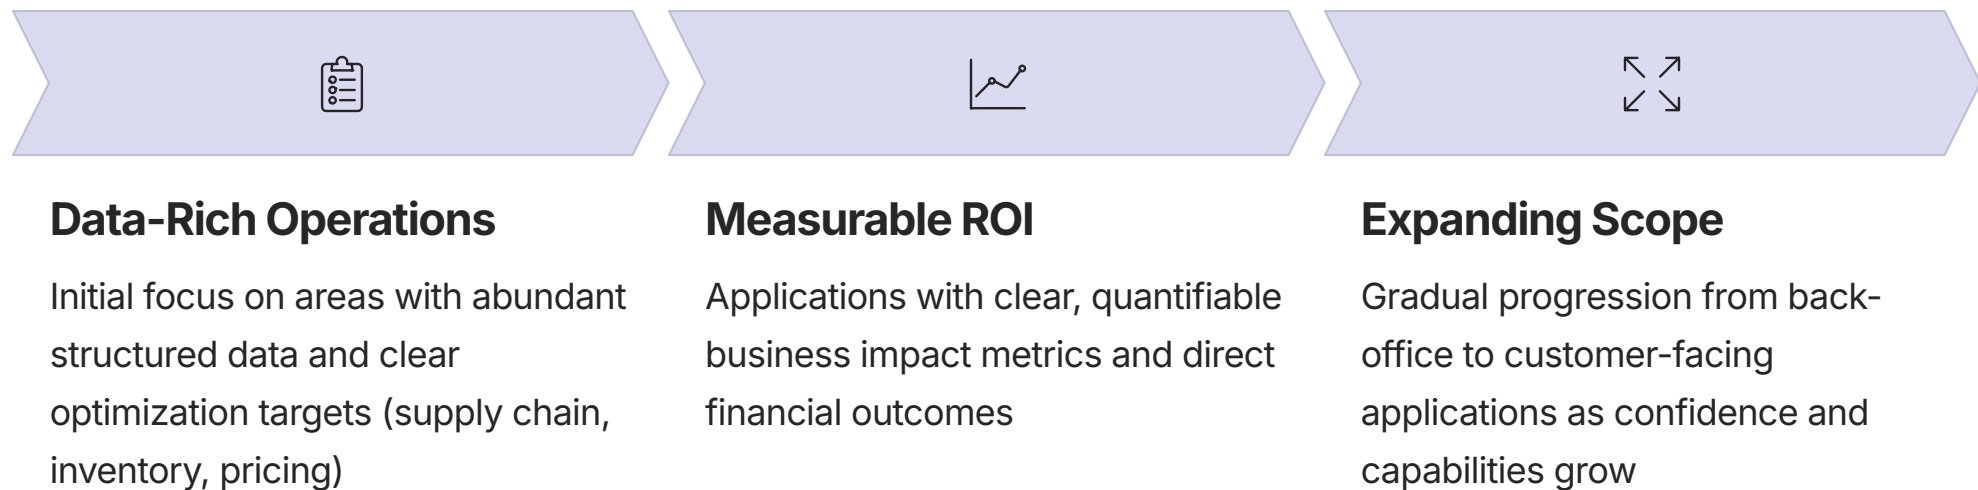 Data-Rich Operations
Initial focus on areas with abundant
structured data and clear
optimization targets (supply chain,
inventory, pricing)
Measurable ROI
Applications with clear, quantifiable
business impact metrics and direct
financial outcomes
Expanding Scope
Gradual progression from back-
office to customer-facing
applications as confidence and
capabilities grow